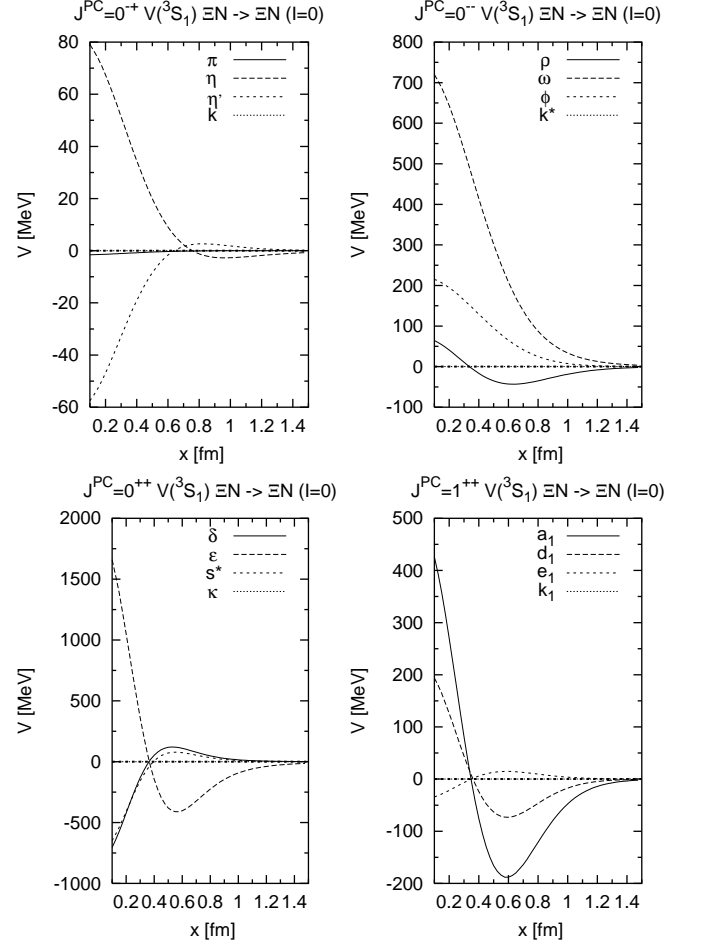 J^PC=0^-+ V(^3S_1) ΞN -> ΞN (I=0)
π
η
η'
k
80
60
40
20
0
-20
-40
-60
V [MeV]
0.2 0.4 0.6 0.8 1 1.2 1.4
x [fm]
J^PC=0^-- V(^3S_1) ΞN -> ΞN (I=0)
ρ
ω
ϕ
k*
800
700
600
500
400
300
200
100
0
-100
V [MeV]
0.2 0.4 0.6 0.8 1 1.2 1.4
x [fm]
J^PC=0^++ V(^3S_1) ΞN -> ΞN (I=0)
δ
ε
s*
κ
2000
1500
1000
500
0
-500
-1000
V [MeV]
0.2 0.4 0.6 0.8 1 1.2 1.4
x [fm]
J^PC=1^++ V(^3S_1) ΞN -> ΞN (I=0)
a_1
d_1
e_1
k_1
500
400
300
200
100
0
-100
-200
V [MeV]
0.2 0.4 0.6 0.8 1 1.2 1.4
x [fm]